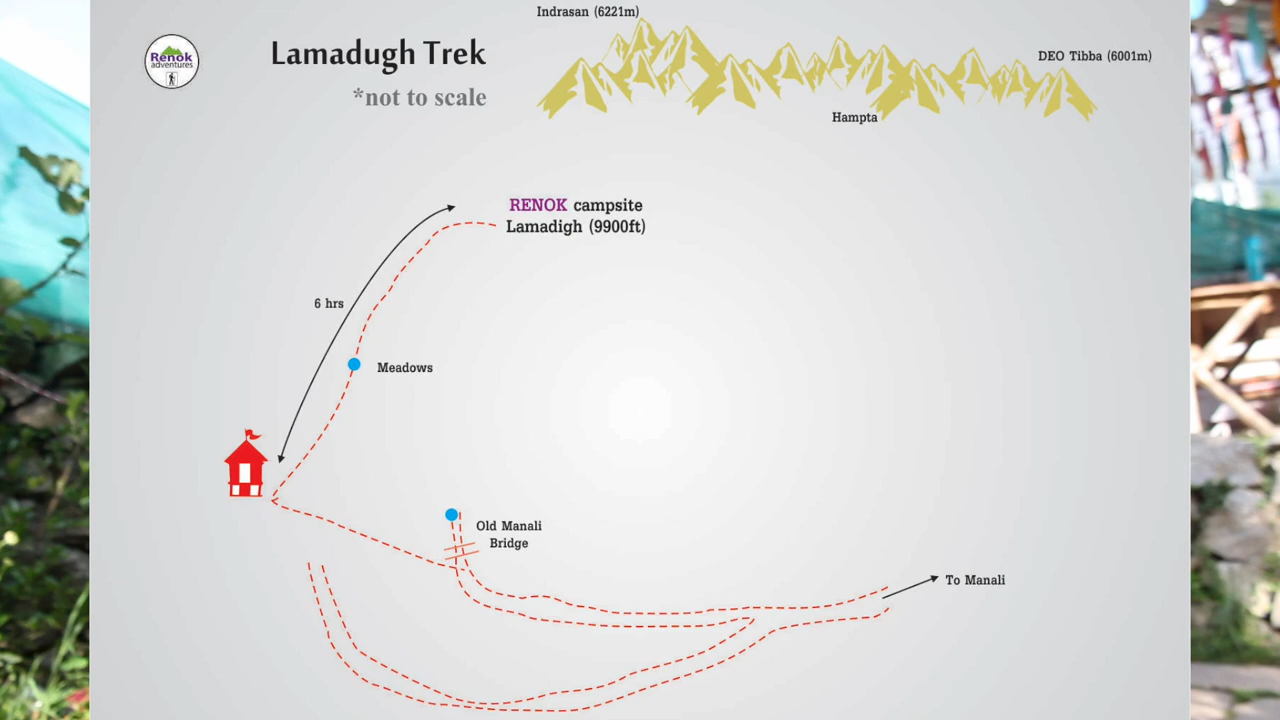 Indrasan (6221m)
Renok
adventures
Lamadugh Trek
*not to scale
DEO Tibba (6001m)
Hampta
RENOK campsite
Lamadigh (9900ft)
6 hrs
Meadows
Old Manali
Bridge
To Manali